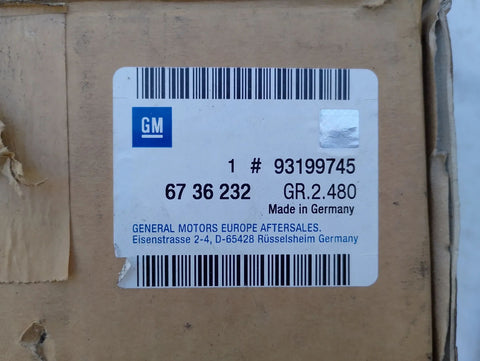 GM
1 # 93199745
67 36 232 GR.2.480
Made in Germany
GENERAL MOTORS EUROPE AFTERSALES.
Eisenstrasse 2-4, D-65428 Rüsselsheim Germany